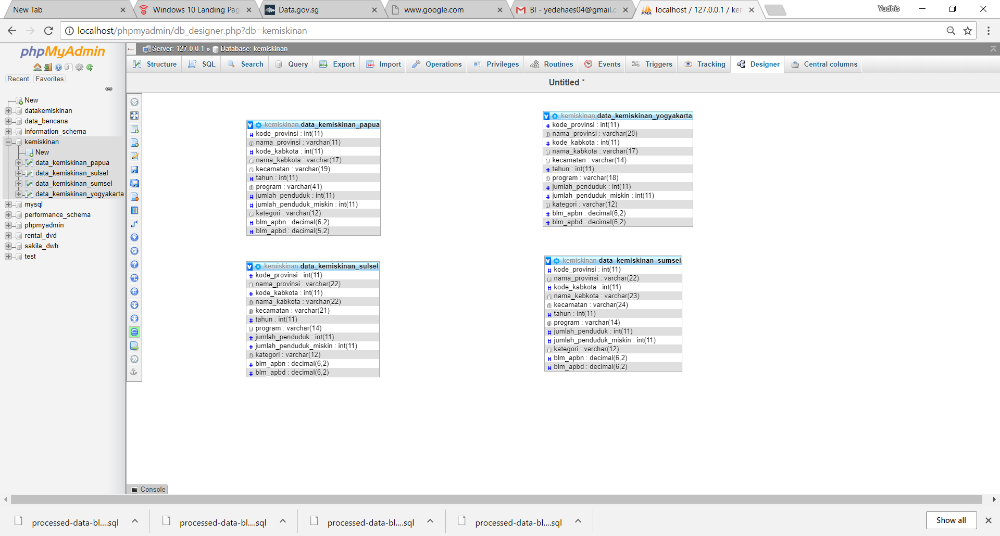 New Tab
Windows 10 Landing Pag
Data.gov.sg
www.google.com
BI - yedehaes04@gmail.c
localhost / 127.0.0.1 / ke
Yudhis
localhost/phpmyadmin/db_designer.php?db=kemiskinan
phpMyAdmin
Recent
Favorites
New
datakemiskinan
data_bencana
information_schema
kemiskinan
New
data_kemiskinan_papua
data_kemiskinan_sulsel
data_kemiskinan_sumsel
data_kemiskinan_yogyakarta
mysql
performance_schema
phpmyadmin
rental_dvd
sakila_dwh
test
Server: 127.0.0.1 » Database: kemiskinan
Structure
SQL
Search
Query
Export
Import
Operations
Privileges
Routines
Events
Triggers
Tracking
Designer
Central columns
Untitled *
kemiskinan data_kemiskinan_papua
kode_provinsi : int(11)
nama_provinsi : varchar(11)
kode_kabkota : int(11)
nama_kabkota : varchar(17)
kecamatan : varchar(19)
tahun : int(11)
program : varchar(41)
jumlah_penduduk : int(11)
jumlah_penduduk_miskin : int(11)
kategori : varchar(12)
blm_apbn : decimal(6,2)
blm_apbd : decimal(5,2)
kemiskinan data_kemiskinan_yogyakarta
kode_provinsi : int(11)
nama_provinsi : varchar(20)
kode_kabkota : int(11)
nama_kabkota : varchar(17)
kecamatan : varchar(14)
tahun : int(11)
program : varchar(18)
jumlah_penduduk : int(11)
jumlah_penduduk_miskin : int(11)
kategori : varchar(12)
blm_apbn : decimal(6,2)
blm_apbd : decimal(6,2)
kemiskinan data_kemiskinan_sulsel
kode_provinsi : int(11)
nama_provinsi : varchar(22)
kode_kabkota : int(11)
nama_kabkota : varchar(22)
kecamatan : varchar(21)
tahun : int(11)
program : varchar(14)
jumlah_penduduk : int(11)
jumlah_penduduk_miskin : int(11)
kategori : varchar(12)
blm_apbn : decimal(6,2)
blm_apbd : decimal(6,2)
kemiskinan data_kemiskinan_sumsel
kode_provinsi : int(11)
nama_provinsi : varchar(22)
kode_kabkota : int(11)
nama_kabkota : varchar(23)
kecamatan : varchar(24)
tahun : int(11)
program : varchar(14)
jumlah_penduduk : int(11)
jumlah_penduduk_miskin : int(11)
kategori : varchar(12)
blm_apbn : decimal(6,2)
blm_apbd : decimal(6,2)
Console
processed-data-bl....sql
processed-data-bl....sql
processed-data-bl....sql
processed-data-bl....sql
Show all